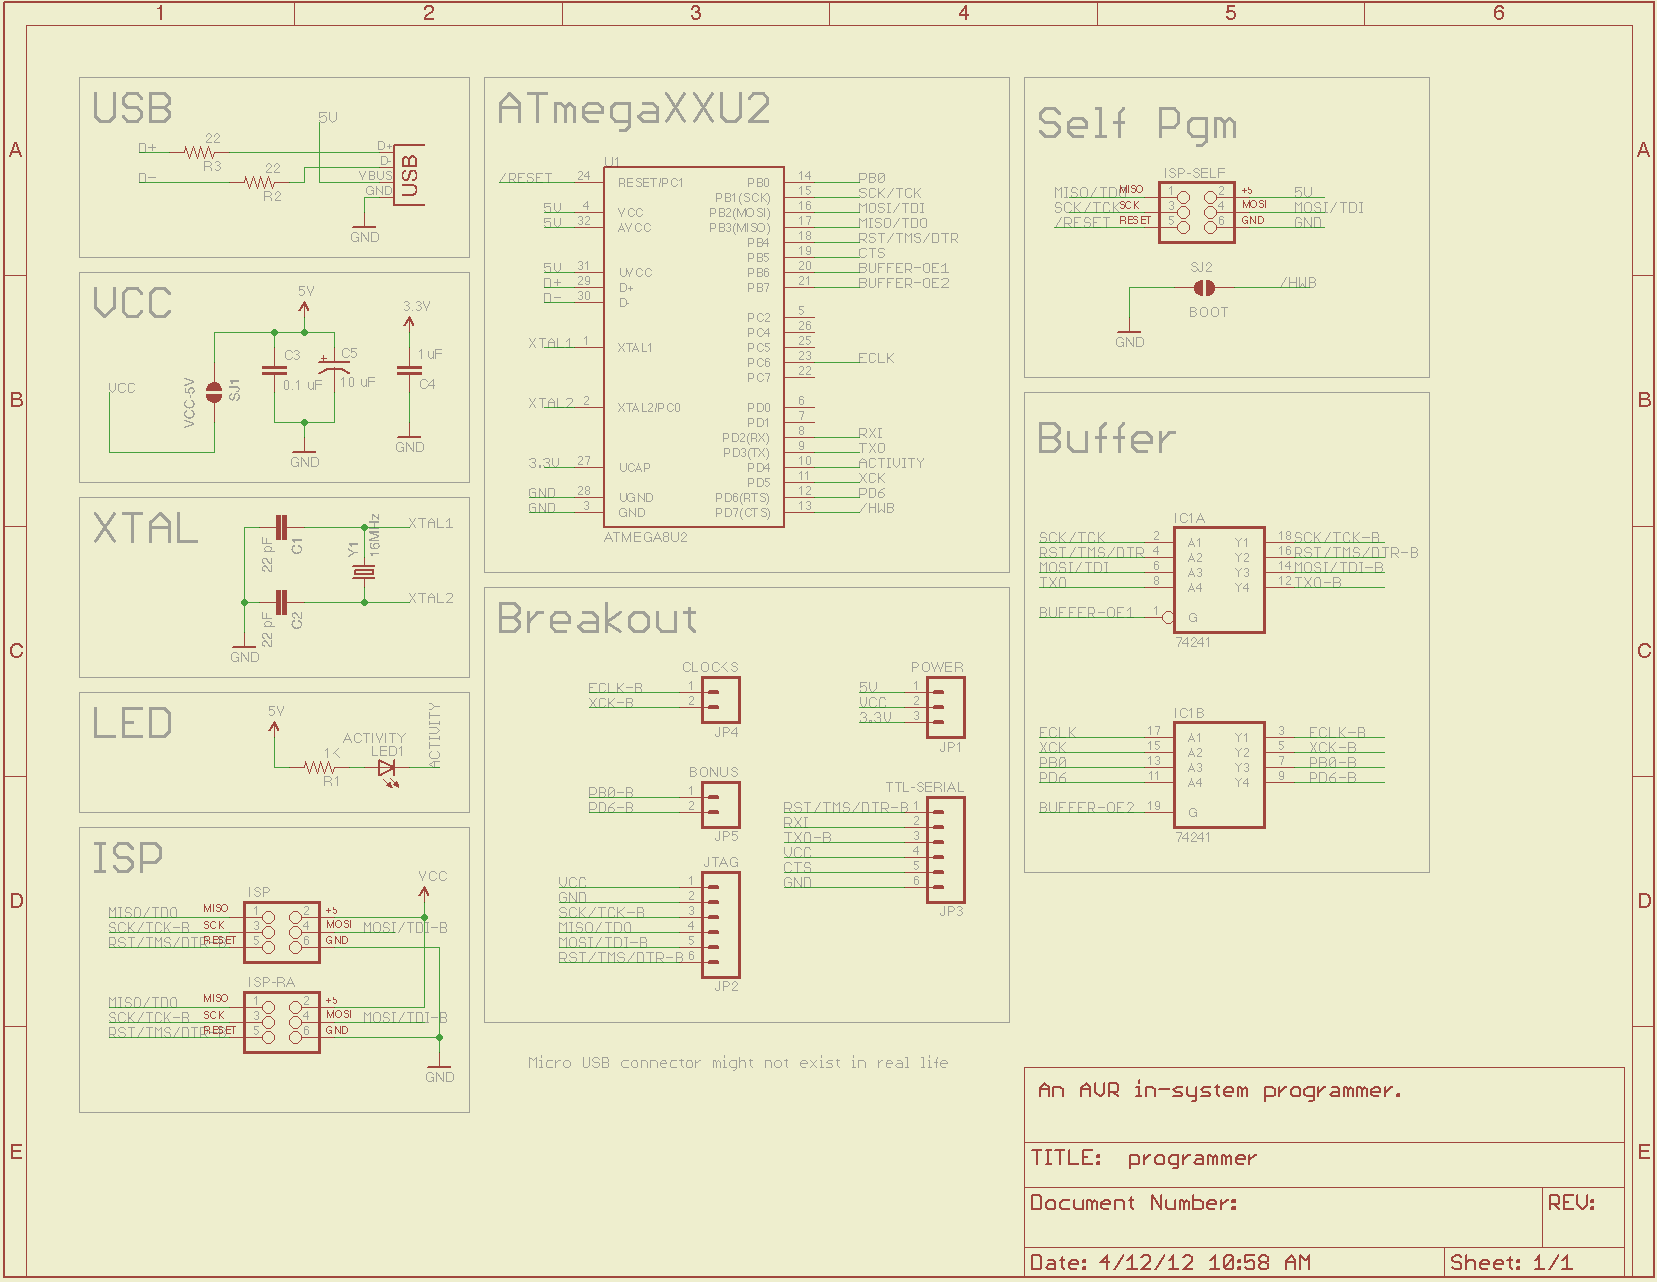 1 2 3 4 5 6
A A
B B
C C
D D
E E
USB
5V
D+ 22 R3 D+
D- 22 R2 D-
VBUS
GND
USB
GND
VCC
5V
3.3V
VCC
VCC-5V
SJ1
C3
0.1 uF
C5
+
10 uF
1 uF
C4
GND
GND
XTAL
22 pF
C1
XTAL1
Y1
16MHz
22 pF
C2
XTAL2
GND
LED
5V
1K
R1
ACTIVITY
LED1
ACTIVITY
ISP
VCC
ISP
MISO/TDO MISO 1 2 +5
SCK/TCK-B SCK 3 4 MOSI MOSI/TDI-B
RST/TMS/DTR-B RESET 5 6 GND
ISP-RA
MISO/TDO MISO 1 2 +5
SCK/TCK-B SCK 3 4 MOSI MOSI/TDI-B
RST/TMS/DTR-B RESET 5 6 GND
GND
ATmegaXXU2
U1
/RESET 24 RESET/PC1 PB0 14 PB0
PB1(SCK) 15 SCK/TCK
5V 4 VCC PB2(MOSI) 16 MOSI/TDI
5V 32 AVCC PB3(MISO) 17 MISO/TDO
PB4 18 RST/TMS/DTR
PB5 19 CTS
5V 31 UVCC PB6 20 BUFFER-OE1
D+ 29 D+ PB7 21 BUFFER-OE2
D- 30 D-
PC2 5
PC4 26
XTAL1 1 XTAL1 PC5 25
PC6 23 ECLK
PC7 22
XTAL2 2 XTAL2/PC0 PD0 6
PD1 7
PD2(RX) 8 RXI
PD3(TX) 9 TXO
3.3V 27 UCAP PD4 10 ACTIVITY
PD5 11 XCK
GND 28 UGND PD6(RTS) 12 PD6
GND 3 GND PD7(CTS) 13 /HWB
ATMEGA8U2
Breakout
CLOCKS
ECLK-B 1
XCK-B 2
JP4
POWER
5V 1
VCC 2
3.3V 3
JP1
BONUS
PB0-B 1
PD6-B 2
JP5
TTL-SERIAL
RST/TMS/DTR-B 1
RXI 2
TXO-B 3
VCC 4
CTS 5
GND 6
JP3
JTAG
VCC 1
GND 2
SCK/TCK-B 3
MISO/TDO 4
MOSI/TDI-B 5
RST/TMS/DTR-B 6
JP2
Micro USB connector might not exist in real life
Self Pgm
ISP-SELF
MISO/TDO MISO 1 2 +5 5V
SCK/TCK SCK 3 4 MOSI MOSI/TDI
/RESET RESET 5 6 GND GND
SJ2
/HWB
BOOT
GND
Buffer
IC1A
SCK/TCK 2 A1 Y1 18 SCK/TCK-B
RST/TMS/DTR 4 A2 Y2 16 RST/TMS/DTR-B
MOSI/TDI 6 A3 Y3 14 MOSI/TDI-B
TXO 8 A4 Y4 12 TXO-B
BUFFER-OE1 1 G
74241
IC1B
ECLK 17 A1 Y1 3 ECLK-B
XCK 15 A2 Y2 5 XCK-B
PB0 13 A3 Y3 7 PB0-B
PD6 11 A4 Y4 9 PD6-B
BUFFER-OE2 19 G
74241
An AVR in-system programmer.
TITLE: programmer
Document Number:
REV:
Date: 4/12/12 10:58 AM
Sheet: 1/1